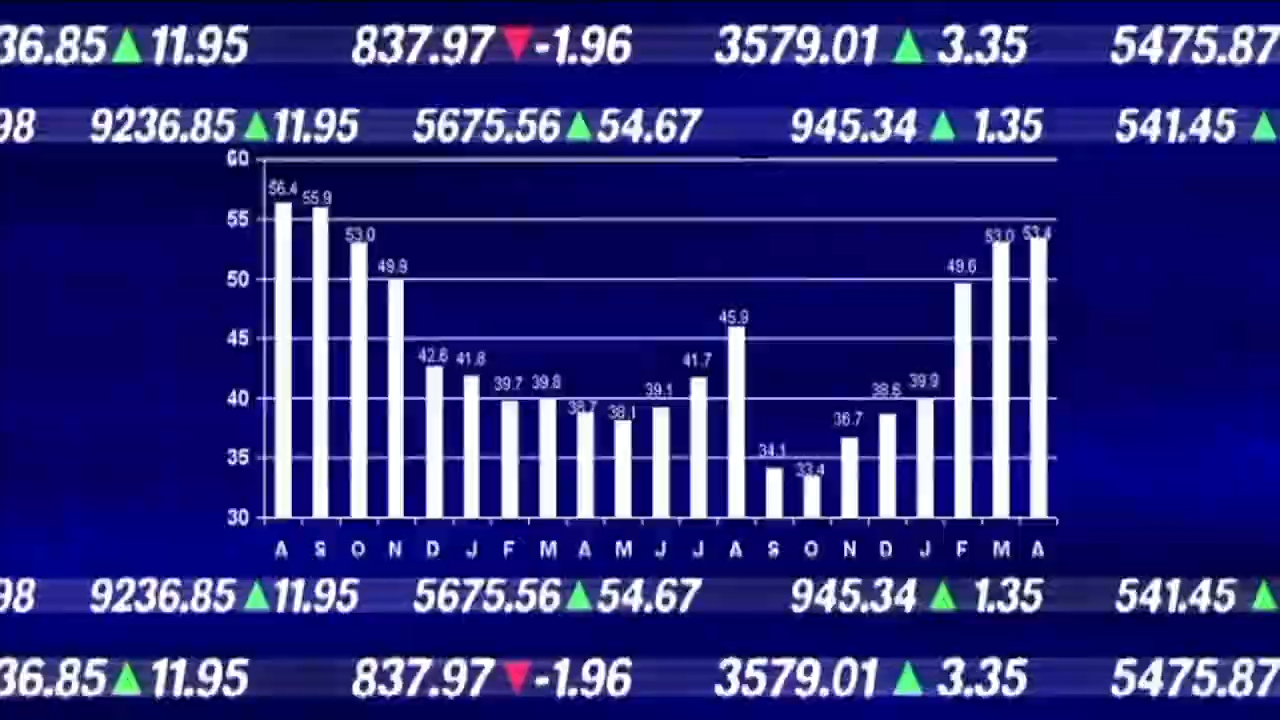 36.85 ▲ 11.95 837.97 ▼ -1.96 3579.01 ▲ 3.35 5475.87
98 9236.85 ▲ 11.95 5675.56 ▲ 54.67 945.34 ▲ 1.35 541.45 ▲
60
56.4 55.9
55
53.0 53.0 53.4
49.9 49.6
50
45.9
45
42.6 41.8 41.7
39.7 39.8 39.1 38.6 39.9
40
38.7 38.1 36.7
35
34.1 33.4
30
A S O N D J F M A M J J A S O N D J F M A
98 9236.85 ▲ 11.95 5675.56 ▲ 54.67 945.34 ▲ 1.35 541.45 ▲
36.85 ▲ 11.95 837.97 ▼ -1.96 3579.01 ▲ 3.35 5475.87